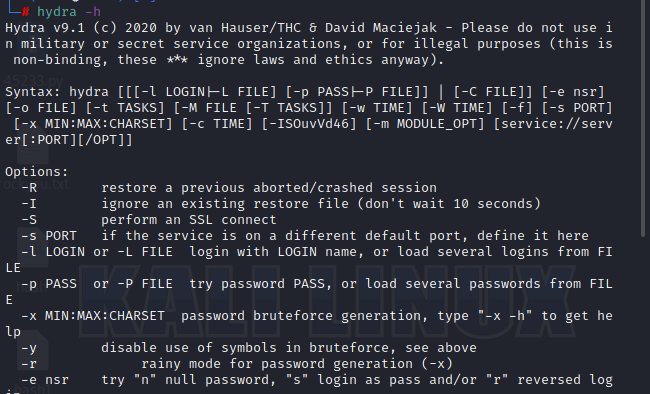 # hydra -h
Hydra v9.1 (c) 2020 by van Hauser/THC & David Maciejak - Please do not use i
n military or secret service organizations, or for illegal purposes (this is
 non-binding, these *** ignore laws and ethics anyway).
Syntax: hydra [[[-l LOGIN|-L FILE] [-p PASS|-P FILE]] | [-C FILE]] [-e nsr]
[-o FILE] [-t TASKS] [-M FILE [-T TASKS]] [-w TIME] [-W TIME] [-f] [-s PORT]
 [-x MIN:MAX:CHARSET] [-c TIME] [-ISOuvVd46] [-m MODULE_OPT] [service://serv
er[:PORT][/OPT]]
Options:
-R restore a previous aborted/crashed session
-I ignore an existing restore file (don't wait 10 seconds)
-S perform an SSL connect
-s PORT if the service is on a different default port, define it here
-l LOGIN or -L FILE login with LOGIN name, or load several logins from FI
LE
-p PASS or -P FILE try password PASS, or load several passwords from FIL
E
-x MIN:MAX:CHARSET password bruteforce generation, type "-x -h" to get he
lp
-y disable use of symbols in bruteforce, see above
-r rainy mode for password generation (-x)
-e nsr try "n" null password, "s" login as pass and/or "r" reversed log
KALI LINUX